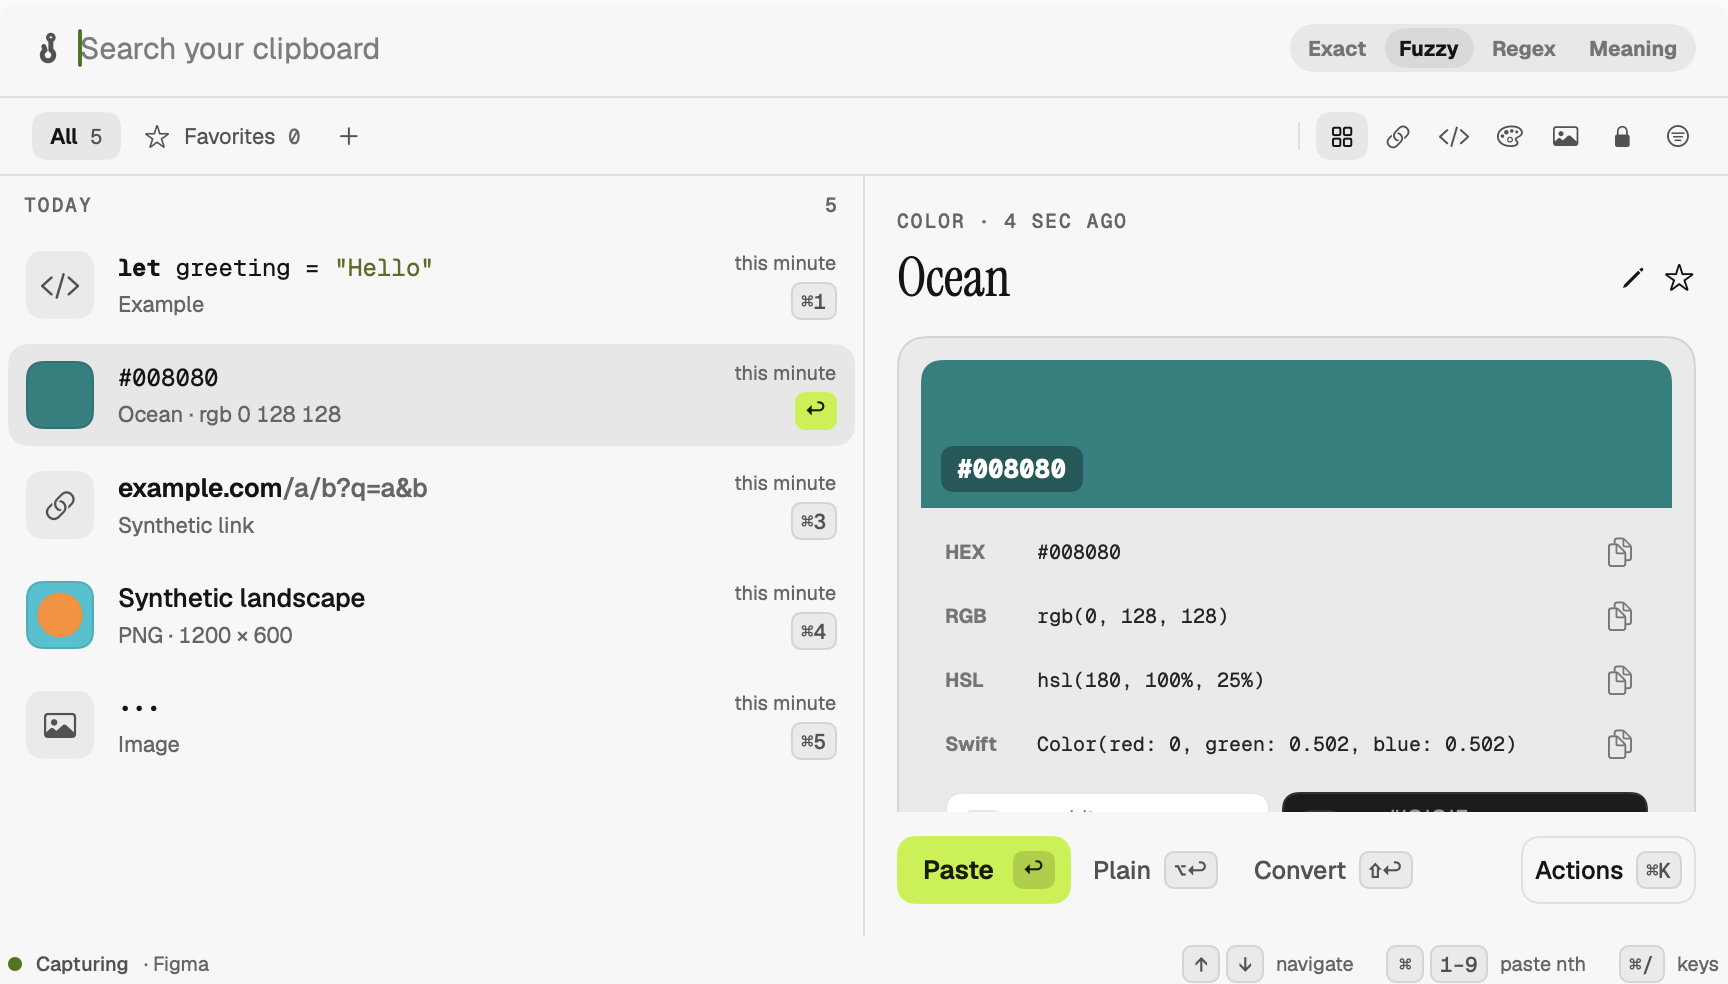 Search your clipboard
Exact Fuzzy Regex Meaning
All 5 Favorites 0
TODAY 5
let greeting = "Hello"
Example
this minute
⌘1
#008080
Ocean · rgb 0 128 128
this minute
example.com/a/b?q=a&b
Synthetic link
this minute
⌘3
Synthetic landscape
PNG · 1200 × 600
this minute
⌘4
...
Image
this minute
⌘5
COLOR · 4 SEC AGO
Ocean
#008080
HEX #008080
RGB rgb(0, 128, 128)
HSL hsl(180, 100%, 25%)
Swift Color(red: 0, green: 0.502, blue: 0.502)
Paste Plain ⌥↩ Convert ⇧↩ Actions ⌘K
Capturing · Figma
↑ ↓ navigate ⌘ 1-9 paste nth ⌘/ keys